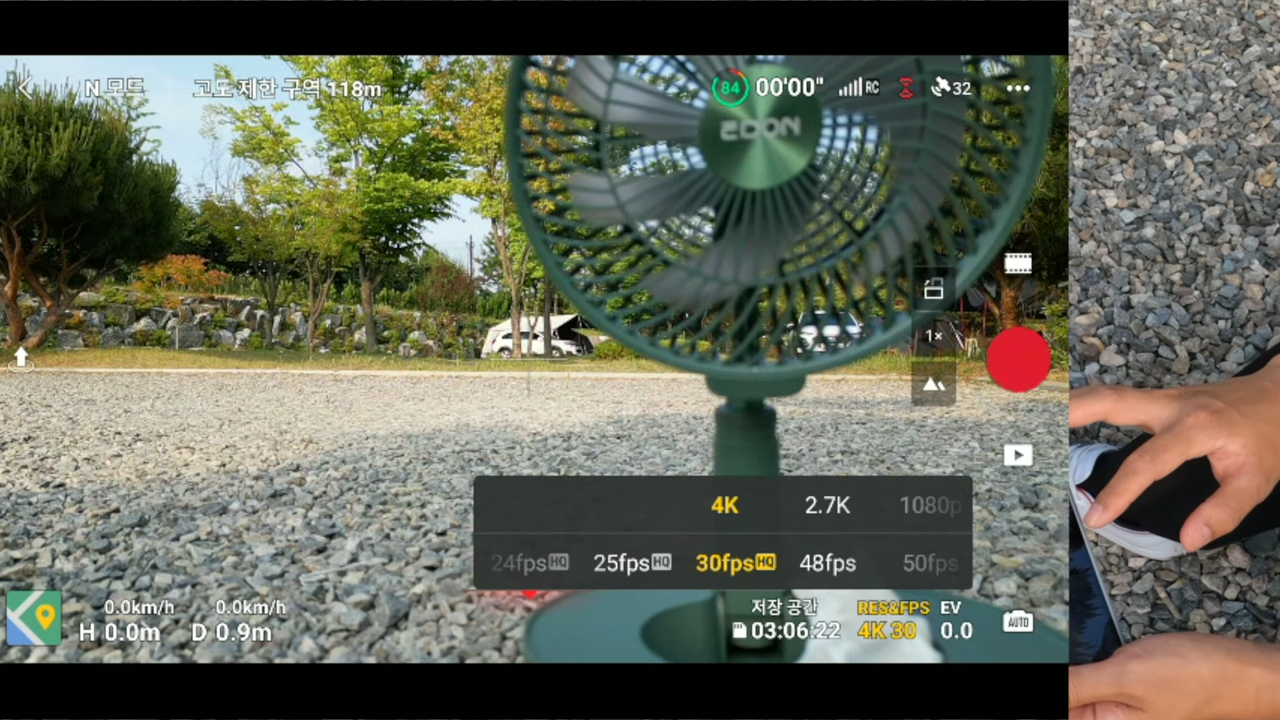 N 모드 고도 제한 구역 118m 84 00'00" RC 32
EDON
1×
4K 2.7K 1080p
24fps HQ 25fps HQ 30fps HQ 48fps 50fps
0.0km/h 0.0km/h 저장 공간 RES&FPS EV
H 0.0m D 0.9m 03:06:22 4K 30 0.0 AUTO